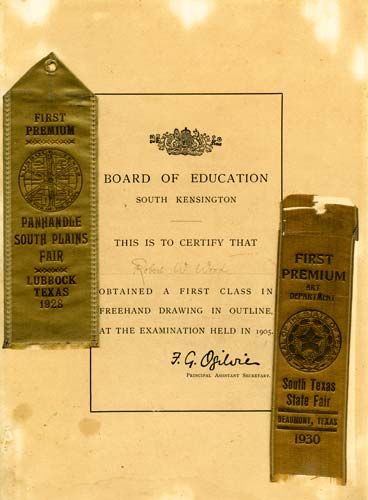 FIRST
PREMIUM
PANHANDLE
SOUTH PLAINS
FAIR
LUBBOCK
TEXAS
1928
BOARD OF EDUCATION
SOUTH KENSINGTON
THIS IS TO CERTIFY THAT
Robert W. Wood
OBTAINED A FIRST CLASS IN
FREEHAND DRAWING IN OUTLINE,
AT THE EXAMINATION HELD IN 1905.
F. G. Ogilvie
PRINCIPAL ASSISTANT SECRETARY.
FIRST
PREMIUM
ART
DEPARTMENT
South Texas
State Fair
BEAUMONT, TEXAS
1930